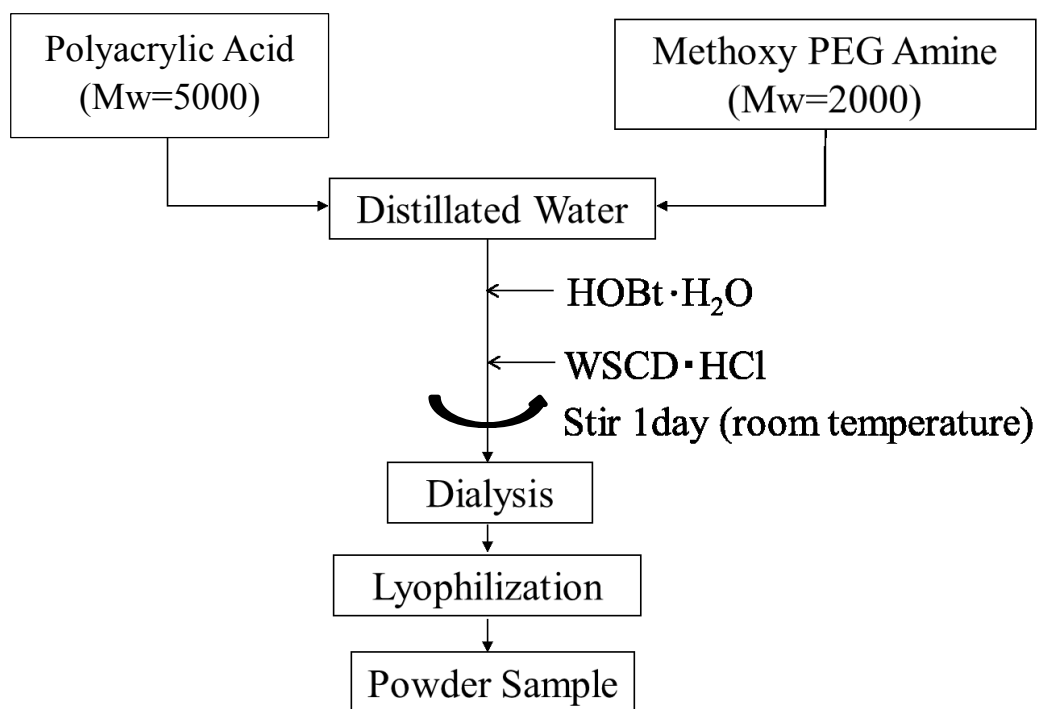 Polyacrylic Acid
(Mw=5000)
Methoxy PEG Amine
(Mw=2000)
Distillated Water
HOBt·H₂O
WSCD·HCl
Stir 1day (room temperature)
Dialysis
Lyophilization
Powder Sample